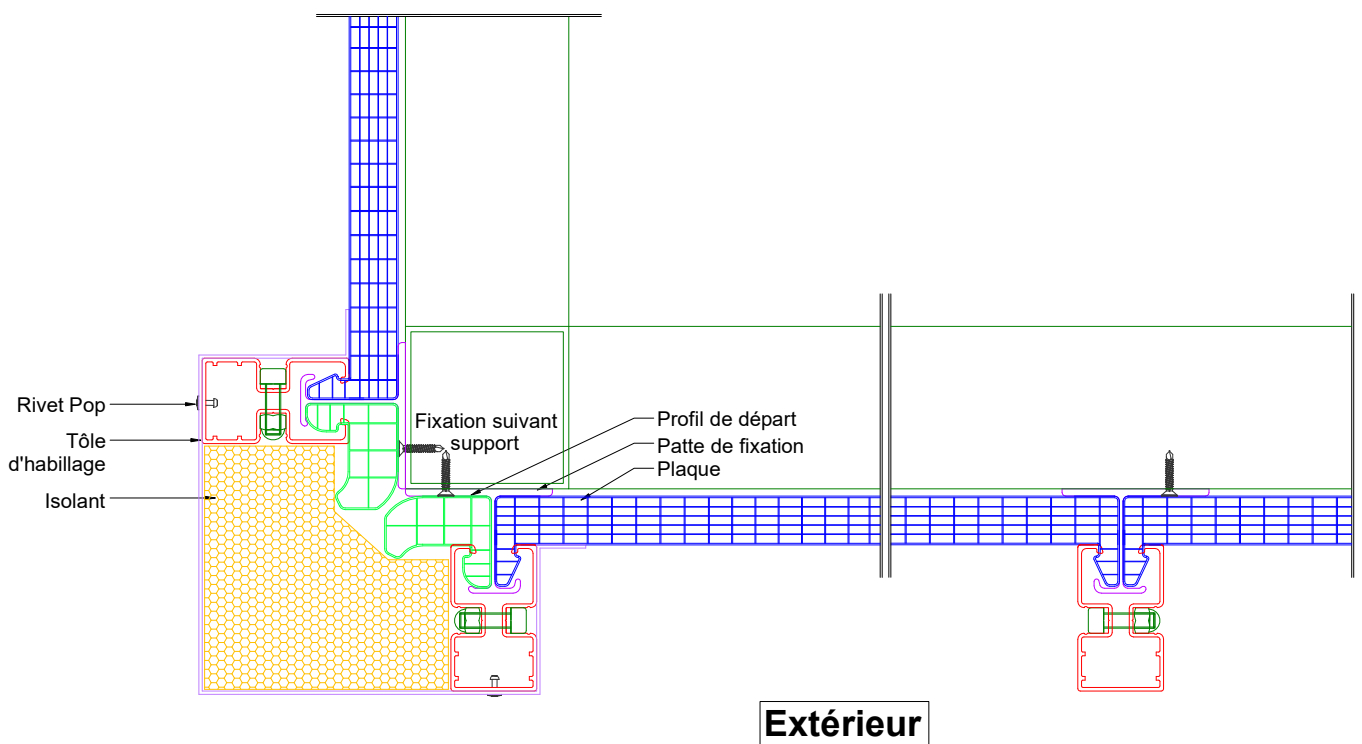 Rivet Pop
Tôle
d'habillage
Isolant
Fixation suivant
support
Profil de départ
Patte de fixation
Plaque
Extérieur